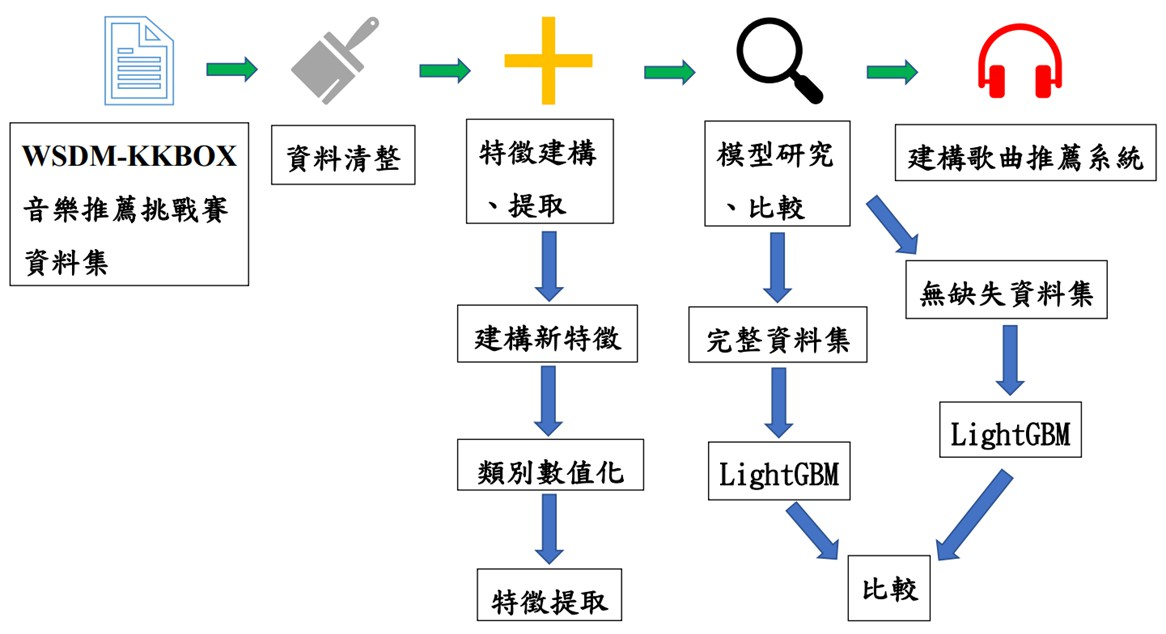 WSDM-KKBOX
音樂推薦挑戰賽
資料集
資料清整
特徵建構
、提取
模型研究
、比較
建構歌曲推薦系統
建構新特徵
類別數值化
特徵提取
完整資料集
LightGBM
無缺失資料集
LightGBM
比較